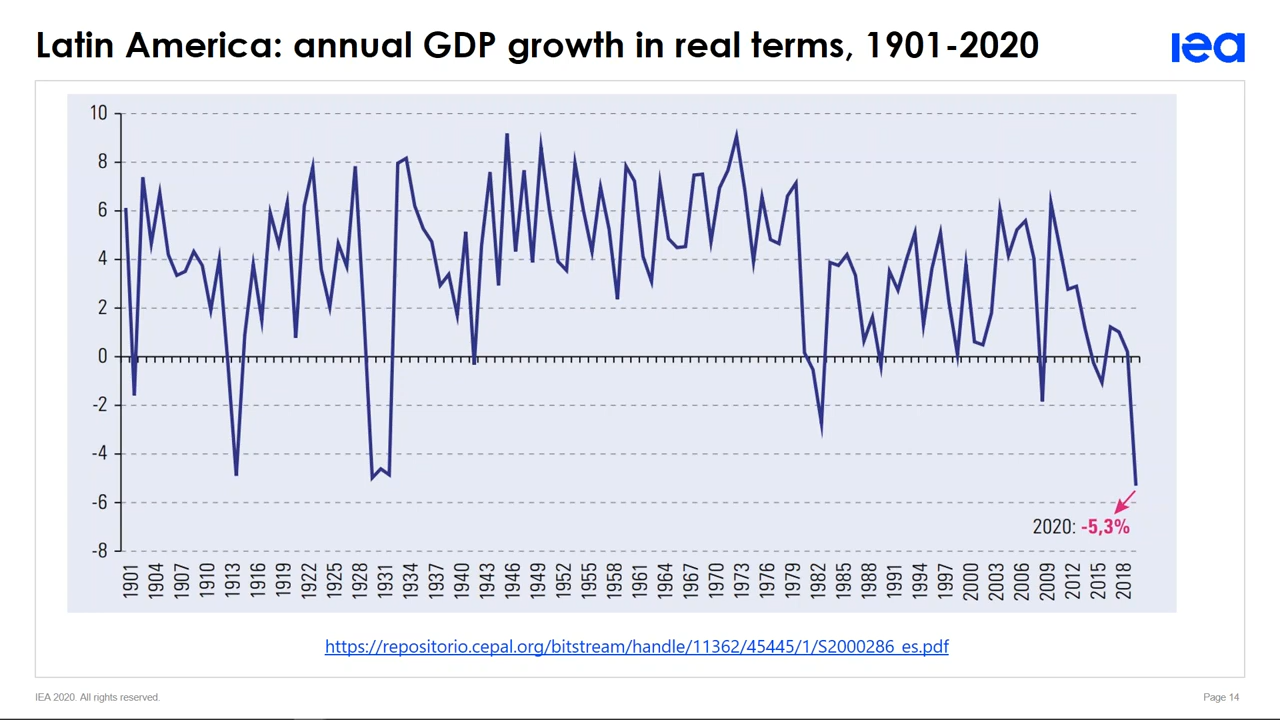 Latin America: annual GDP growth in real terms, 1901-2020
iea
10
8
6
4
2
0
-2
-4
-6
-8
2020: -5,3%
1901 1904 1907 1910 1913 1916 1919 1922 1925 1928 1931 1934 1937 1940 1943 1946 1949 1952 1955 1958 1961 1964 1967 1970 1973 1976 1979 1982 1985 1988 1991 1994 1997 2000 2003 2006 2009 2012 2015 2018
https://repositorio.cepal.org/bitstream/handle/11362/45445/1/S2000286_es.pdf
IEA 2020. All rights reserved.
Page 14